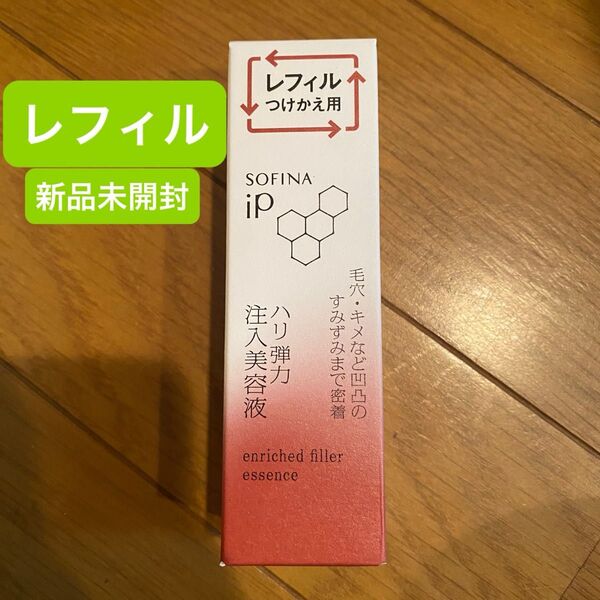 レフィル
新品未開封
レフィル
つけかえ用
SOFINA
iP
毛穴・キメなど凹凸の
すみずみまで密着
ハリ弾力
注入美容液
enriched filler
essence